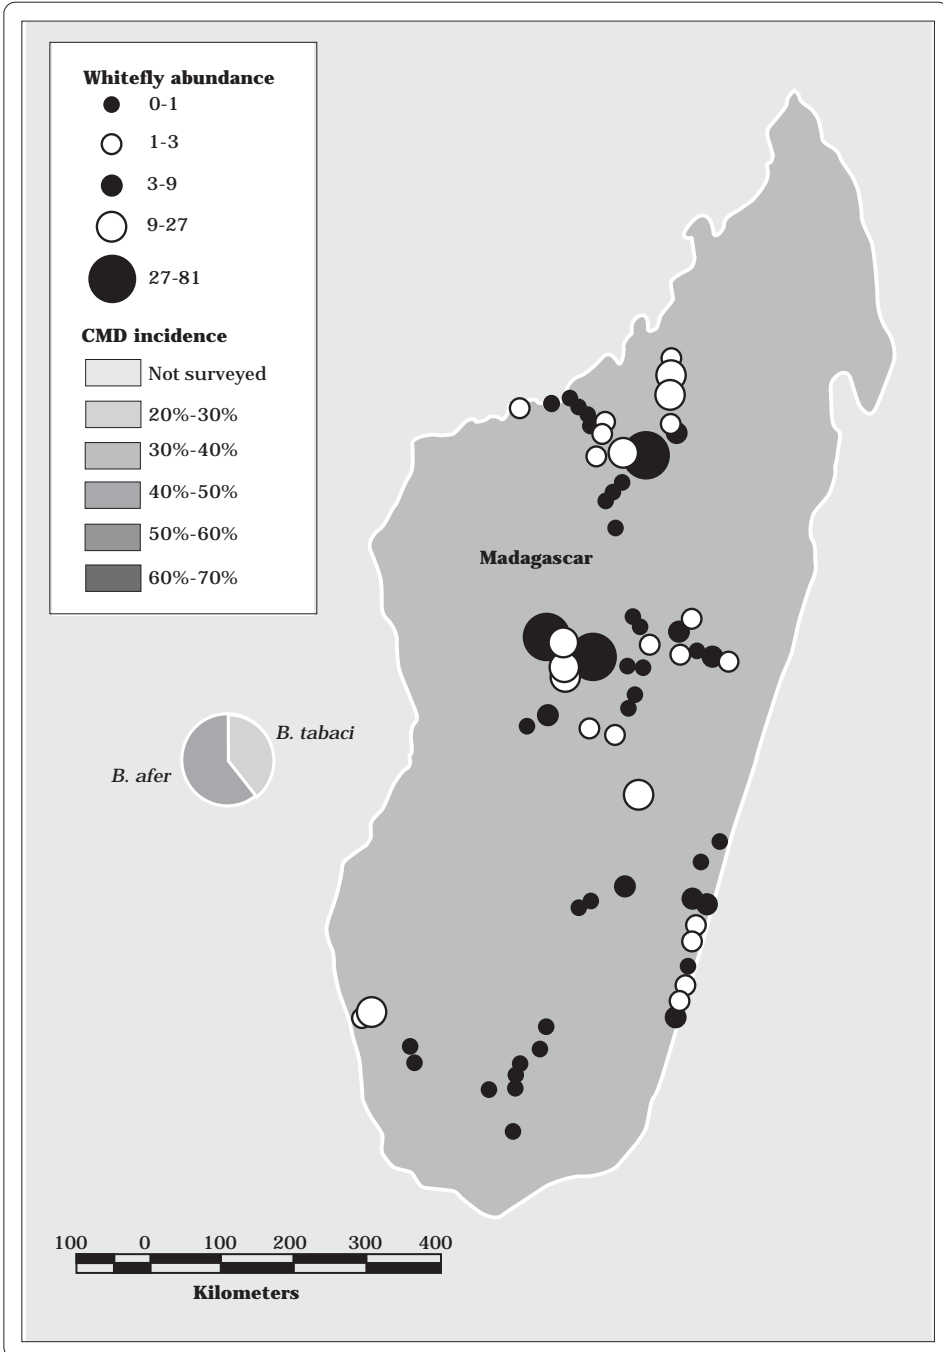 Whitefly abundance
0-1
1-3
3-9
9-27
27-81
CMD incidence
Not surveyed
20%-30%
30%-40%
40%-50%
50%-60%
60%-70%
Madagascar
B. tabaci
B. afer
100 0 100 200 300 400
Kilometers